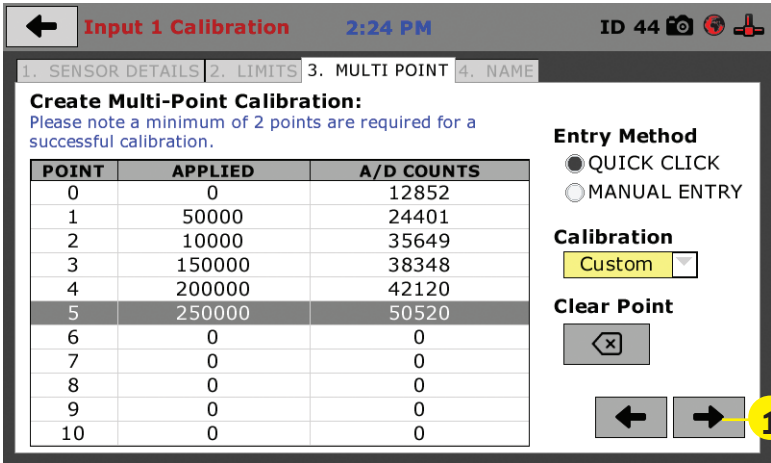 Input 1 Calibration 2:24 PM ID 44
1. SENSOR DETAILS 2. LIMITS 3. MULTI POINT 4. NAME
Create Multi-Point Calibration:
Please note a minimum of 2 points are required for a
successful calibration.
POINT APPLIED A/D COUNTS
0 0 12852
1 50000 24401
2 10000 35649
3 150000 38348
4 200000 42120
5 250000 50520
6 0 0
7 0 0
8 0 0
9 0 0
10 0 0
Entry Method
QUICK CLICK
MANUAL ENTRY
Calibration
Custom
Clear Point
1